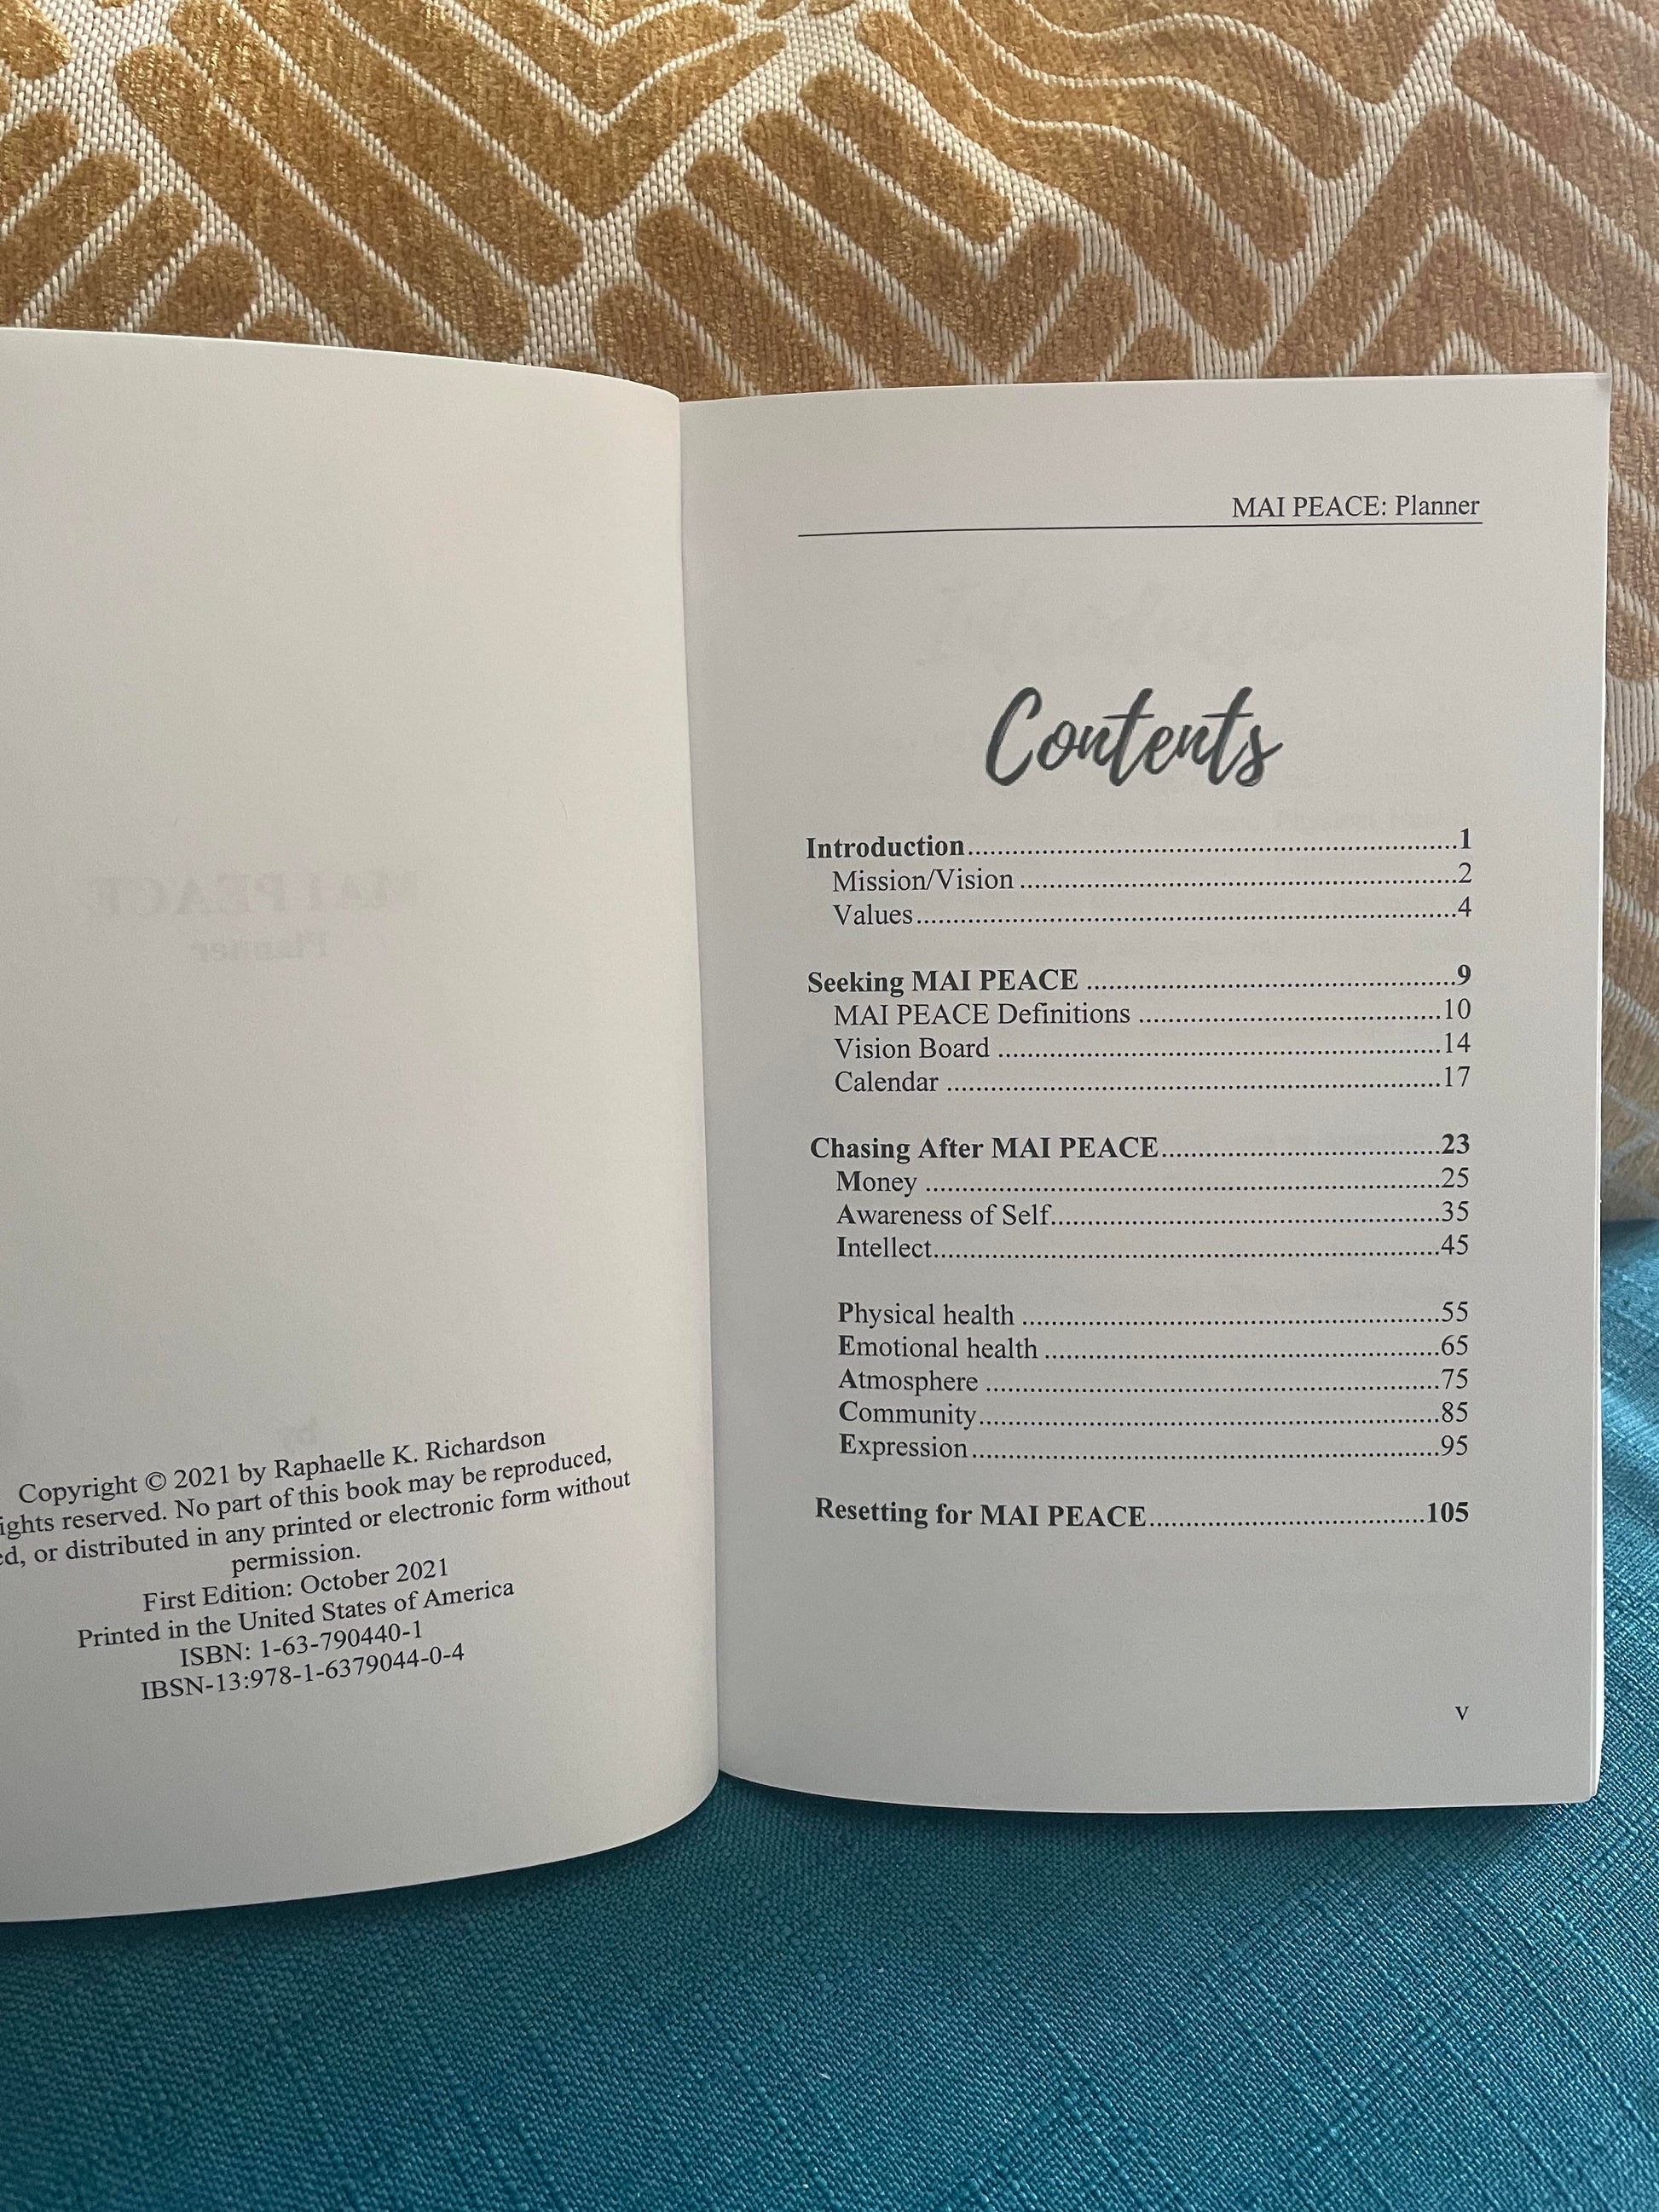 Copyright © 2021 by Raphaelle K. Richardson
reserved. No part of this book may be reproduced,
or distributed in any printed or electronic form without
permission.
First Edition: October 2021
Printed in the United States of America
ISBN: 1-63-790440-1
IBSN-13:978-1-6379044-0-4
MAI PEACE: Planner
Contents
Introduction..........1
Mission/Vision..........2
Values..........4
Seeking MAI PEACE..........9
MAI PEACE Definitions..........10
Vision Board..........14
Calendar..........17
Chasing After MAI PEACE..........23
Money..........25
Awareness of Self..........35
Intellect..........45
Physical health..........55
Emotional health..........65
Atmosphere..........75
Community..........85
Expression..........95
Resetting for MAI PEACE..........105
v